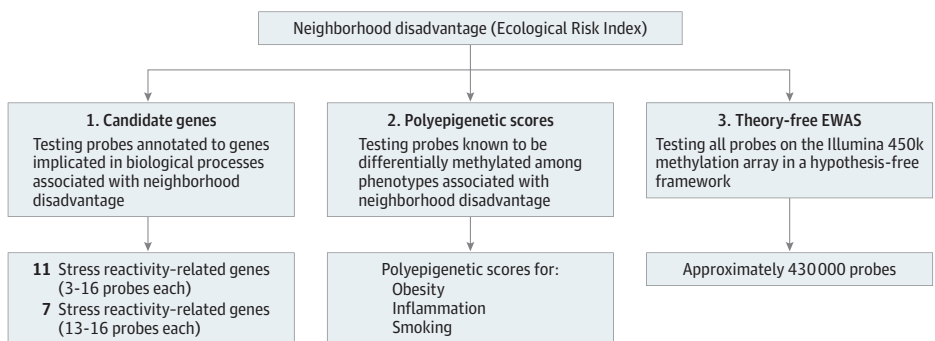 Neighborhood disadvantage (Ecological Risk Index)
1. Candidate genes
Testing probes annotated to genes
implicated in biological processes
associated with neighborhood
disadvantage
2. Polyepigenetic scores
Testing probes known to be
differentially methylated among
phenotypes associated with
neighborhood disadvantage
3. Theory-free EWAS
Testing all probes on the Illumina 450k
methylation array in a hypothesis-free
framework
11 Stress reactivity-related genes
(3-16 probes each)
7 Stress reactivity-related genes
(13-16 probes each)
Polyepigenetic scores for:
Obesity
Inflammation
Smoking
Approximately 430 000 probes